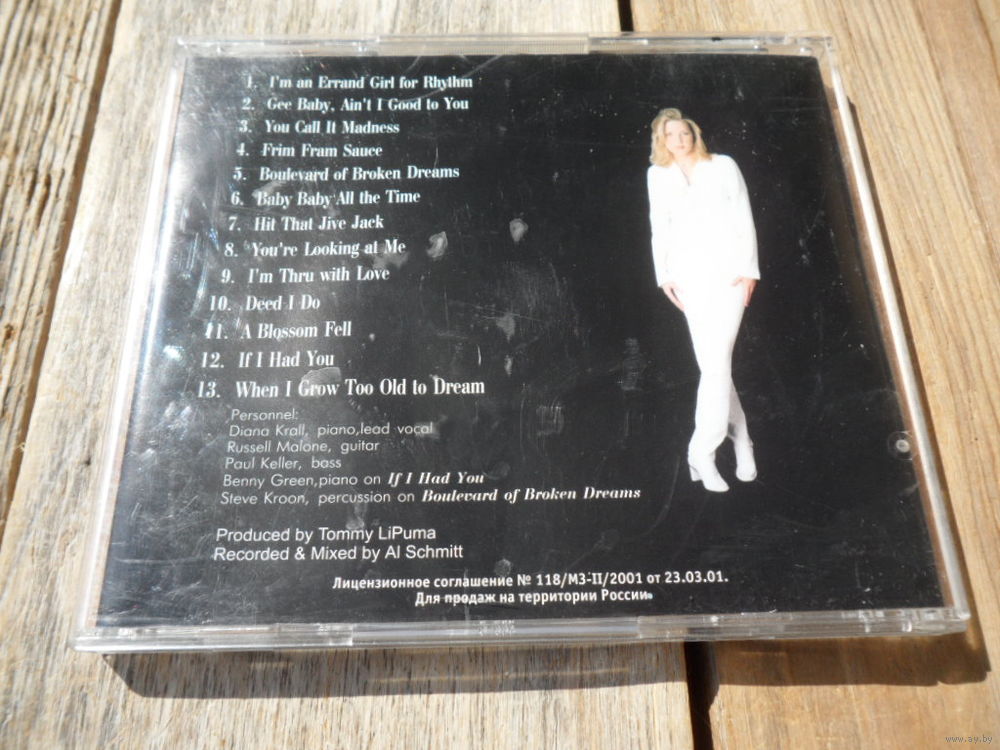 1. I'm an Errand Girl for Rhythm
2. Gee Baby, Ain't I Good to You
3. You Call It Madness
4. Frim Fram Sauce
5. Boulevard of Broken Dreams
6. Baby Baby All the Time
7. Hit That Jive Jack
8. You're Looking at Me
9. I'm Thru with Love
10. Deed I Do
11. A Blossom Fell
12. If I Had You
13. When I Grow Too Old to Dream
Personnel:
Diana Krall, piano,lead vocal
Russell Malone, guitar
Paul Keller, bass
Benny Green,piano on If I Had You
Steve Kroon, percussion on Boulevard of Broken Dreams
Produced by Tommy LiPuma
Recorded & Mixed by Al Schmitt
Лицензионное соглашение № 118/МЗ-II/2001 от 23.03.01.
Для продаж на территории России
www.ay.by